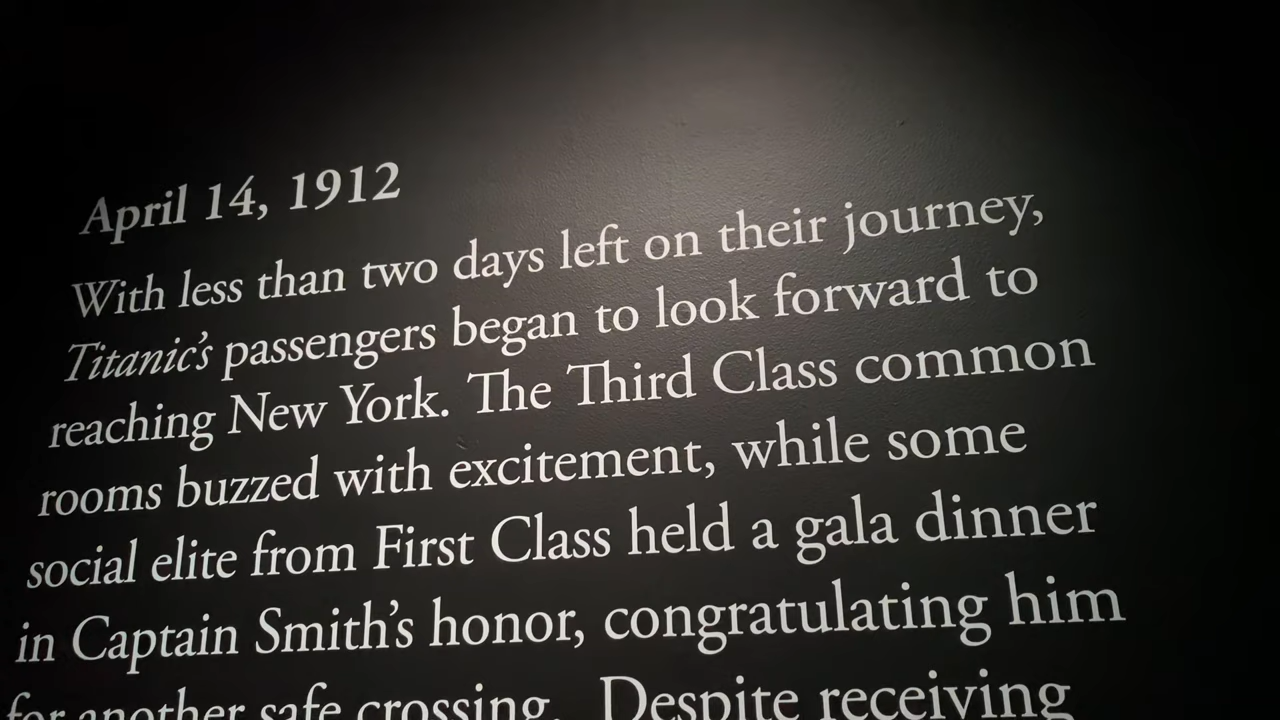 April 14, 1912
With less than two days left on their journey,
Titanic's passengers began to look forward to
reaching New York. The Third Class common
rooms buzzed with excitement, while some
social elite from First Class held a gala dinner
in Captain Smith's honor, congratulating him
for another safe crossing. Despite receiving